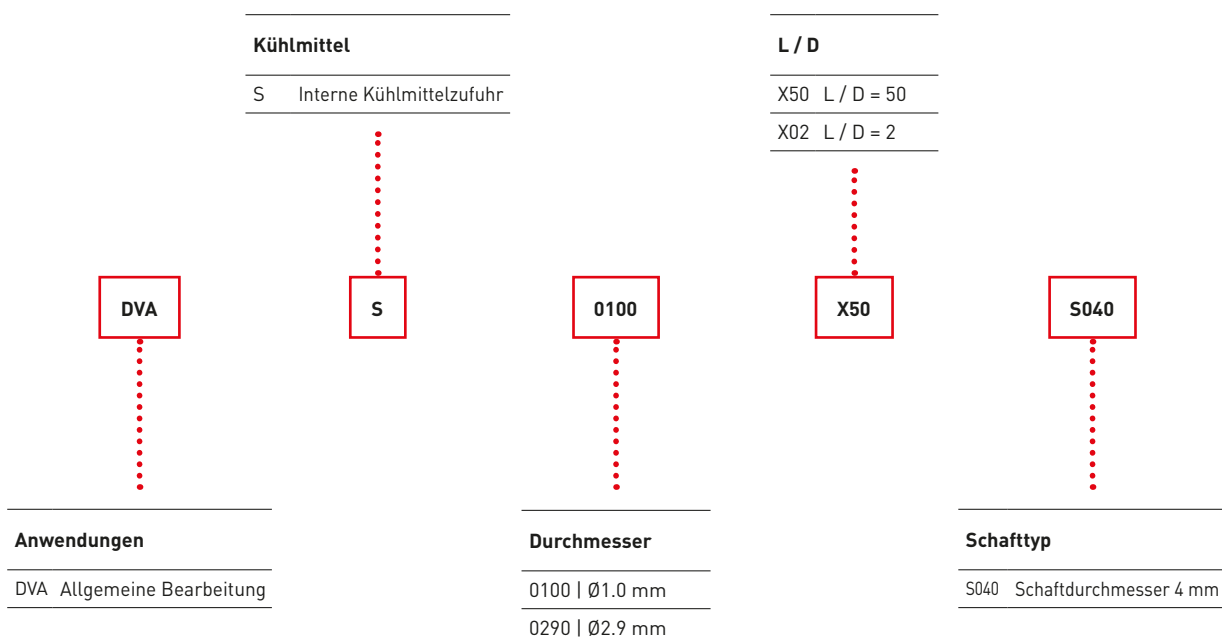 Kühlmittel
S Interne Kühlmittelzufuhr
L / D
X50 L / D = 50
X02 L / D = 2
DVA
S
0100
X50
S040
Anwendungen
DVA Allgemeine Bearbeitung
Durchmesser
0100 | Ø1.0 mm
0290 | Ø2.9 mm
Schafttyp
S040 Schaftdurchmesser 4 mm